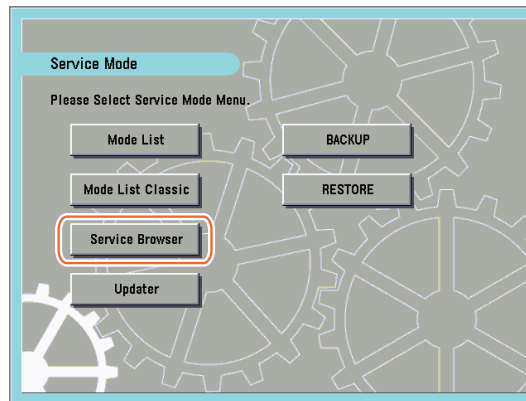 Service Mode
Please Select Service Mode Menu.
Mode List
BACKUP
Mode List Classic
RESTORE
Service Browser
Updater